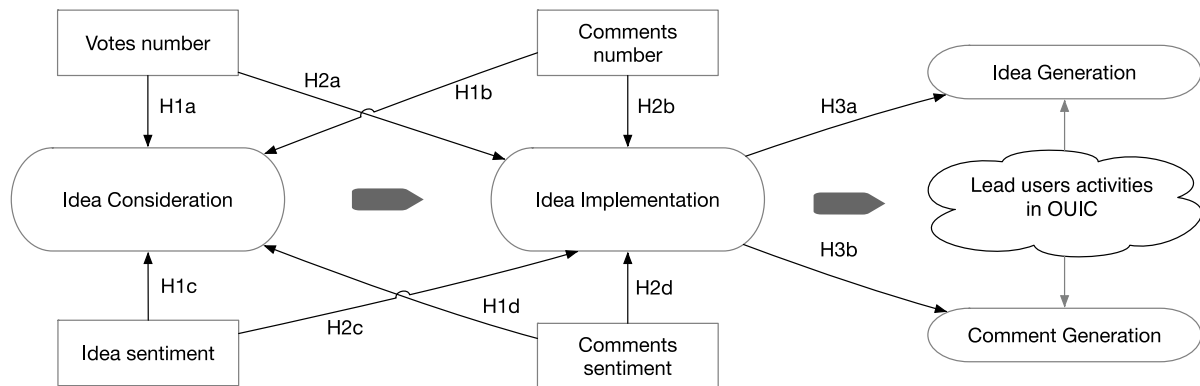 Votes number
Comments
number
Idea Generation
H1a
H2a
H1b
H2b
H3a
Idea Consideration
Idea Implementation
Lead users activities
in OUIC
H1c
H2c
H1d
H2d
H3b
Idea sentiment
Comments
sentiment
Comment Generation